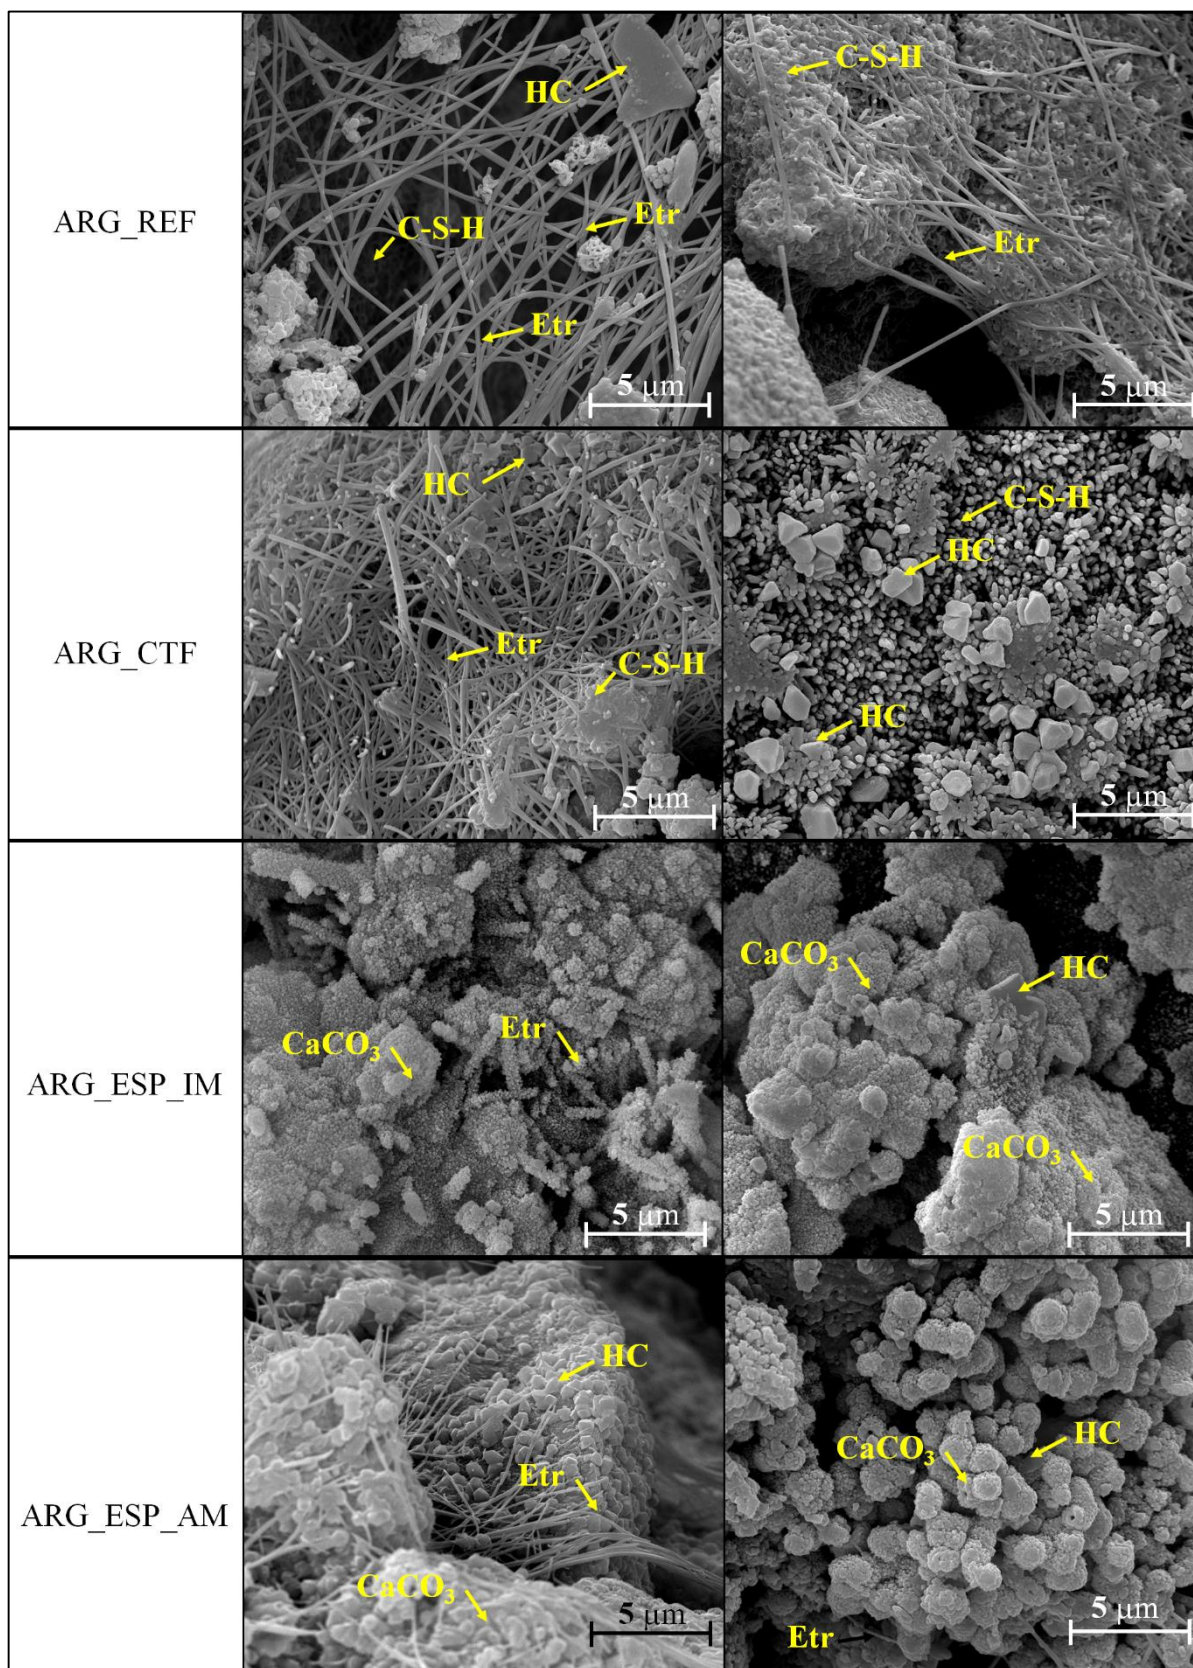 ARG_REF
HC
C-S-H
Etr
Etr
5 μm
C-S-H
Etr
5 μm
ARG_CTF
HC
Etr
C-S-H
5 μm
C-S-H
HC
HC
5 μm
ARG_ESP_IM
Etr
CaCO₃
5 μm
CaCO₃
HC
CaCO₃
5 μm
ARG_ESP_AM
HC
Etr
CaCO₃
5 μm
HC
CaCO₃
5 μm
Etr